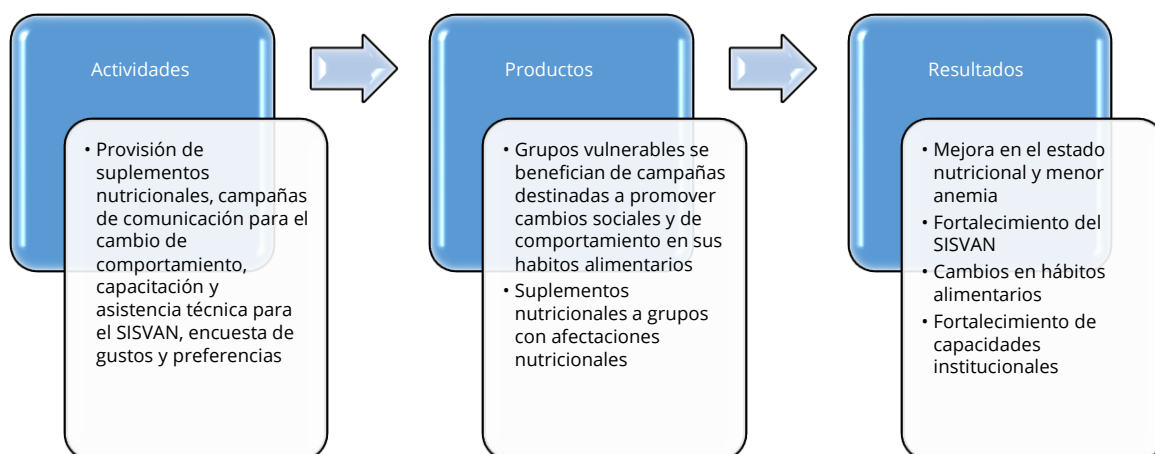 Actividades
• Provisión de
suplementos
nutricionales, campañas
de comunicación para el
cambio de
comportamiento,
capacitación y
asistencia técnica para
el SISVAN, encuesta de
gustos y preferencias
Productos
• Grupos vulnerables se
benefician de campañas
destinadas a promover
cambios sociales y de
comportamiento en sus
habitos alimentarios
• Suplementos
nutricionales a grupos
con afectaciones
nutricionales
Resultados
• Mejora en el estado
nutricional y menor
anemia
• Fortalecimiento del
SISVAN
• Cambios en hábitos
alimentarios
• Fortalecimiento de
capacidades
institucionales